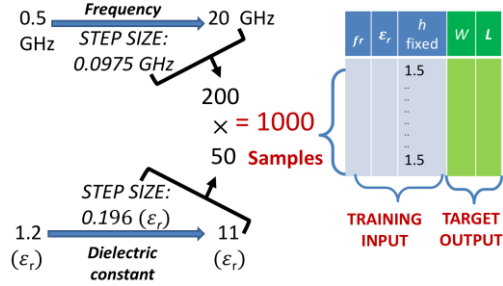 Frequency
0.5 GHz
20 GHz
STEP SIZE:
0.0975 GHz
200
×
= 1000
50 Samples
STEP SIZE:
0.196 (εr)
1.2 (εr)
11 (εr)
Dielectric
constant
fr εr h fixed W L
1.5
..
..
..
..
..
1.5
TRAINING INPUT
TARGET OUTPUT